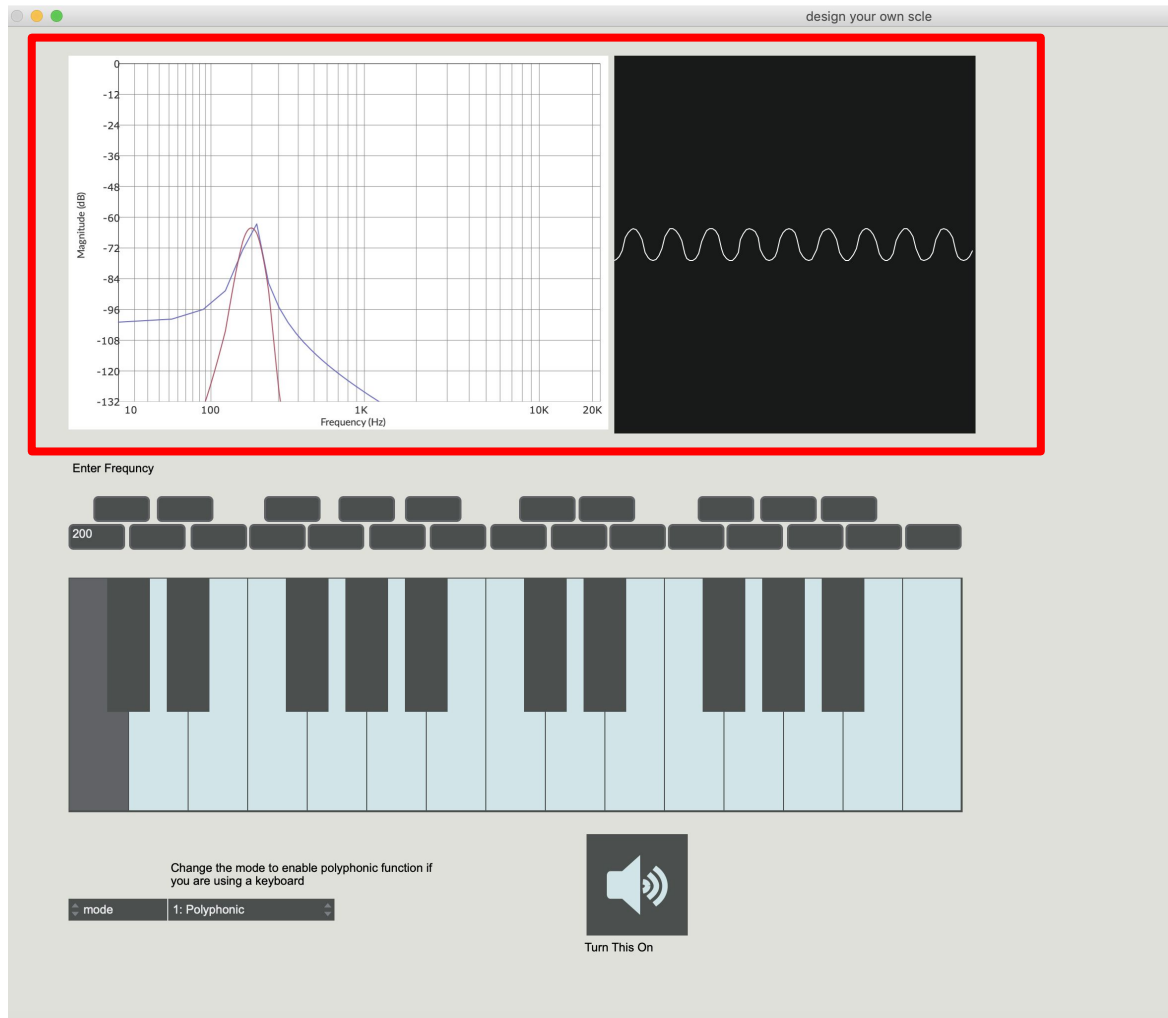 design your own scle
0
-12
-24
-36
-48
-60
-72
-84
-96
-108
-120
-132
Magnitude (dB)
10 100 1K 10K 20K
Frequency (Hz)
Enter Frequncy
200
Change the mode to enable polyphonic function if
you are using a keyboard
mode 1: Polyphonic
Turn This On